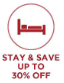 STAY & SAVE
UP TO
30% OFF